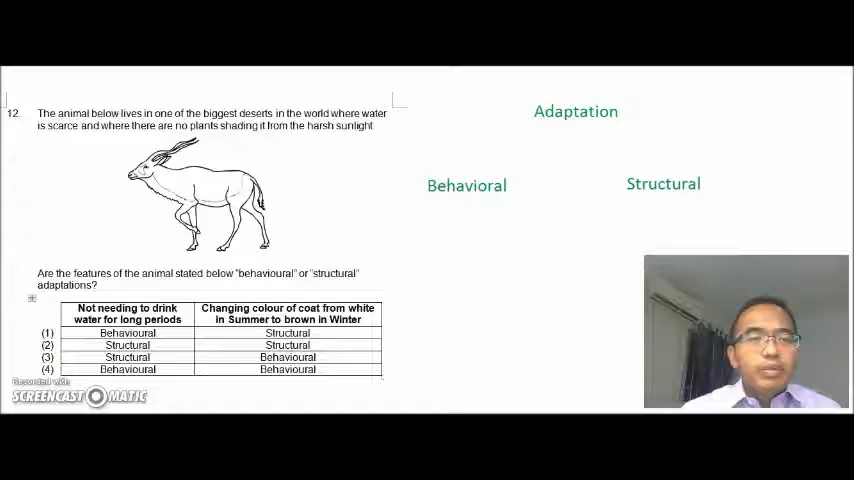 12. The animal below lives in one of the biggest deserts in the world where water
is scarce and where there are no plants shading it from the harsh sunlight
Are the features of the animal stated below "behavioural" or "structural"
adaptations?
Not needing to drink water for long periods
Changing colour of coat from white in Summer to brown in Winter
(1) Behavioural Structural
(2) Structural Structural
(3) Structural Behavioural
(4) Behavioural Behavioural
Adaptation
Behavioral Structural
Recorded with
SCREENCAST MATIC